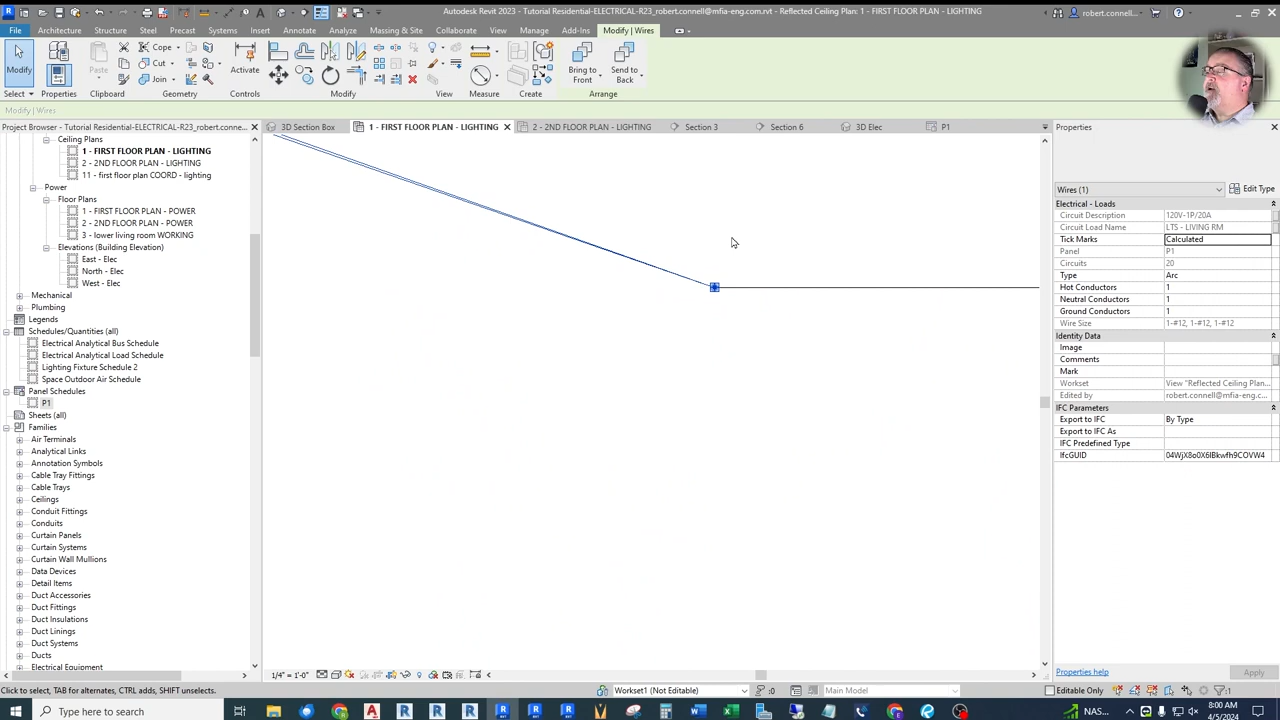 Autodesk Revit 2023 - Tutorial Residential-ELECTRICAL-R23_robert.connell@mfia-eng.com.rvt - Reflected Ceiling Plan: 1 - FIRST FLOOR PLAN - LIGHTING
robert.connell...
File Architecture Structure Steel Precast Systems Insert Annotate Analyze Massing & Site Collaborate View Manage Add-Ins Modify | Wires
Modify
Select
Properties
Paste
Clipboard
Cope
Cut
Join
Geometry
Activate
Controls
Modify
View
Measure
Create
Bring to Front
Send to Back
Arrange
Modify | Wires
Project Browser - Tutorial Residential-ELECTRICAL-R23_robert.conne...
3D Section Box
1 - FIRST FLOOR PLAN - LIGHTING
2 - 2ND FLOOR PLAN - LIGHTING
Section 3
Section 6
3D Elec
P1
Properties
Ceiling Plans
1 - FIRST FLOOR PLAN - LIGHTING
2 - 2ND FLOOR PLAN - LIGHTING
11 - first floor plan COORD - lighting
Power
Floor Plans
1 - FIRST FLOOR PLAN - POWER
2 - 2ND FLOOR PLAN - POWER
3 - lower living room WORKING
Elevations (Building Elevation)
East - Elec
North - Elec
West - Elec
Mechanical
Plumbing
Legends
Schedules/Quantities (all)
Electrical Analytical Bus Schedule
Electrical Analytical Load Schedule
Lighting Fixture Schedule 2
Space Outdoor Air Schedule
Panel Schedules
P1
Sheets (all)
Families
Air Terminals
Analytical Links
Annotation Symbols
Cable Tray Fittings
Cable Trays
Ceilings
Conduit Fittings
Conduits
Curtain Panels
Curtain Systems
Curtain Wall Mullions
Data Devices
Detail Items
Duct Accessories
Duct Fittings
Duct Insulations
Duct Linings
Duct Systems
Ducts
Electrical Equipment
Wires (1) Edit Type
Electrical - Loads
Circuit Description 120V-1P/20A
Circuit Load Name LTS - LIVING RM
Tick Marks Calculated
Panel P1
Circuits 20
Type Arc
Hot Conductors 1
Neutral Conductors 1
Ground Conductors 1
Wire Size 1-#12, 1-#12, 1-#12
Identity Data
Image
Comments
Mark
Workset View "Reflected Ceiling Plan...
Edited by robert.connell@mfia-eng.c...
IFC Parameters
Export to IFC By Type
Export to IFC As
IFC Predefined Type
IfcGUID 04WjX8o0X6IBkwfh9COVW4
Properties help Apply
1/4" = 1'-0"
Click to select, TAB for alternates, CTRL adds, SHIFT unselects.
Workset1 (Not Editable)
:0
Main Model
Editable Only
:1
Type here to search
NAS...
8:00 AM
4/5/2024